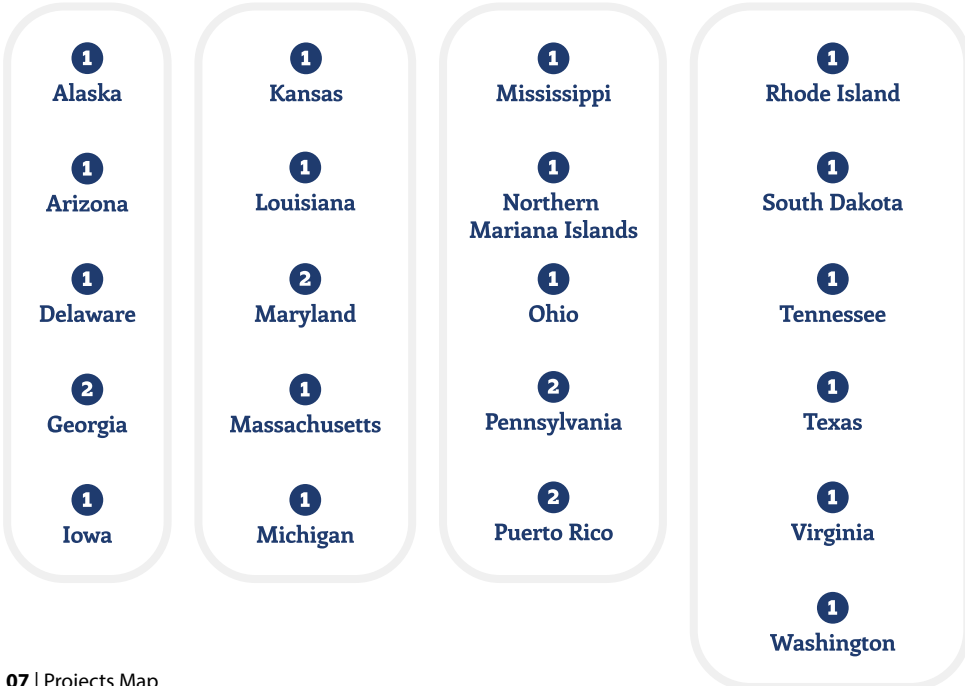 1
Alaska
1
Arizona
1
Delaware
2
Georgia
1
Iowa
1
Kansas
1
Louisiana
2
Maryland
1
Massachusetts
1
Michigan
1
Mississippi
1
Northern
Mariana Islands
1
Ohio
2
Pennsylvania
2
Puerto Rico
1
Rhode Island
1
South Dakota
1
Tennessee
1
Texas
1
Virginia
1
Washington
07 | Projects Map